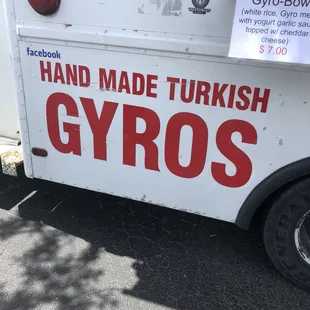 Gyro-Bowl
(white rice, Gyro me
with yogurt garlic sau
topped w/ cheddar
cheese)
$ 7.00
facebook
HAND MADE TURKISH
GYROS